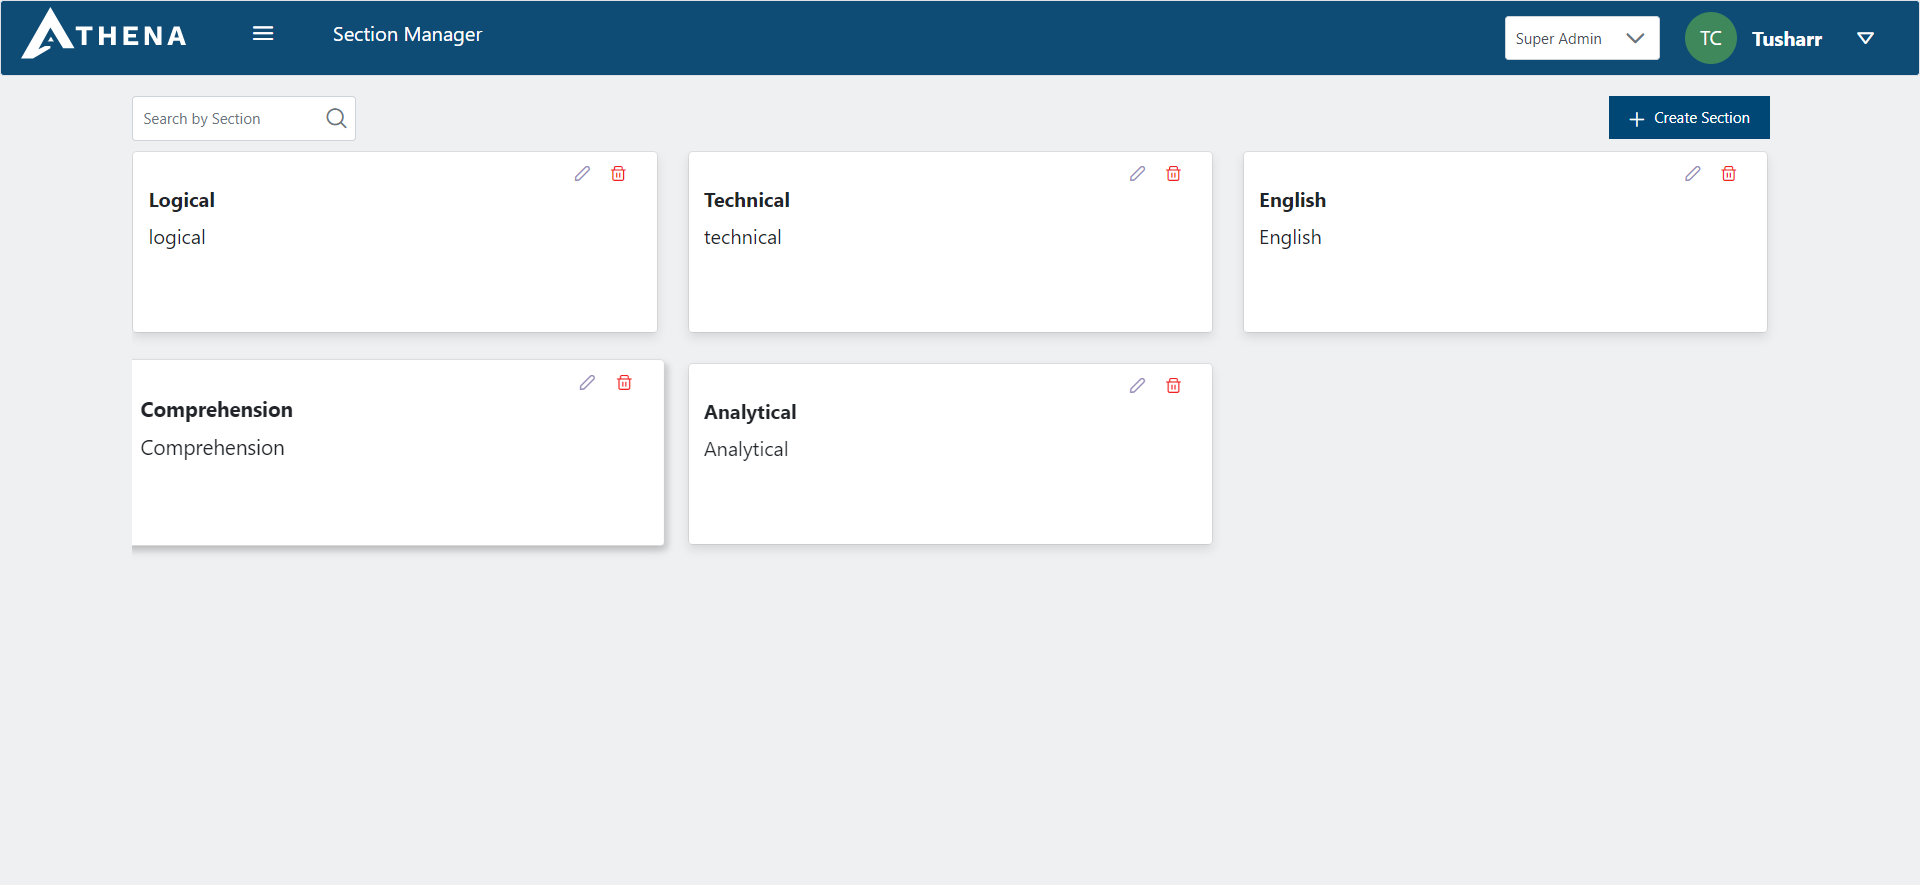 ATHENA
Section Manager
Super Admin
TC
Tusharr
Search by Section
Create Section
Logical
logical
Technical
technical
English
English
Comprehension
Comprehension
Analytical
Analytical